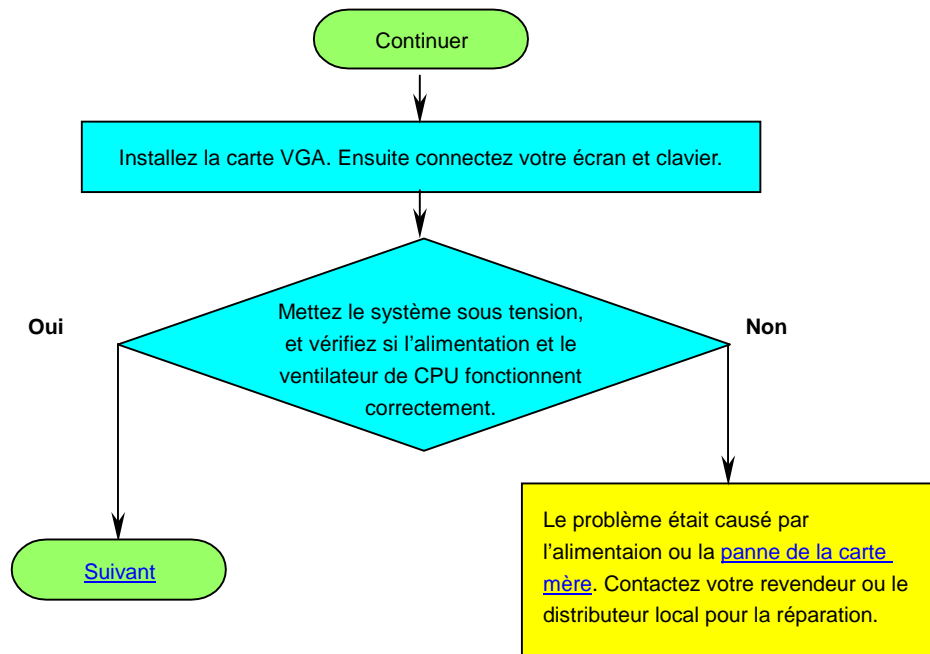 Continuer
Installez la carte VGA. Ensuite connectez votre écran et clavier.
Mettez le système sous tension,
et vérifiez si l'alimentation et le
ventilateur de CPU fonctionnent
correctement.
Oui
Non
Suivant
Le problème était causé par
l'alimentaion ou la panne de la carte
mère. Contactez votre revendeur ou le
distributeur local pour la réparation.